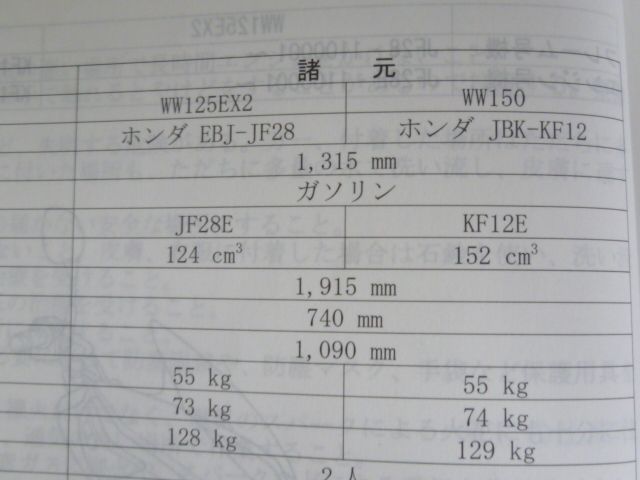 諸 元
WW125EX2 WW150
ホンダ EBJ-JF28 ホンダ JBK-KF12
1,315 mm
ガソリン
JF28E KF12E
124 cm³ 152 cm³
1,915 mm
740 mm
1,090 mm
55 kg 55 kg
73 kg 74 kg
128 kg 129 kg
2 人